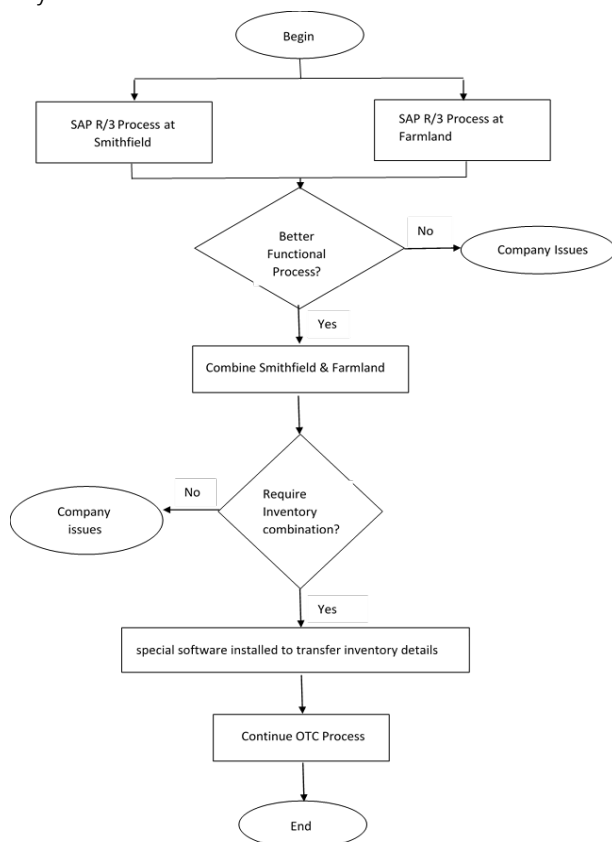 Begin
SAP R/3 Process at
Smithfield
SAP R/3 Process at
Farmland
Better
Functional
Process?
No
Company Issues
Yes
Combine Smithfield & Farmland
No
Require
Inventory
combination?
Company
issues
Yes
special software installed to transfer inventory details
Continue OTC Process
End